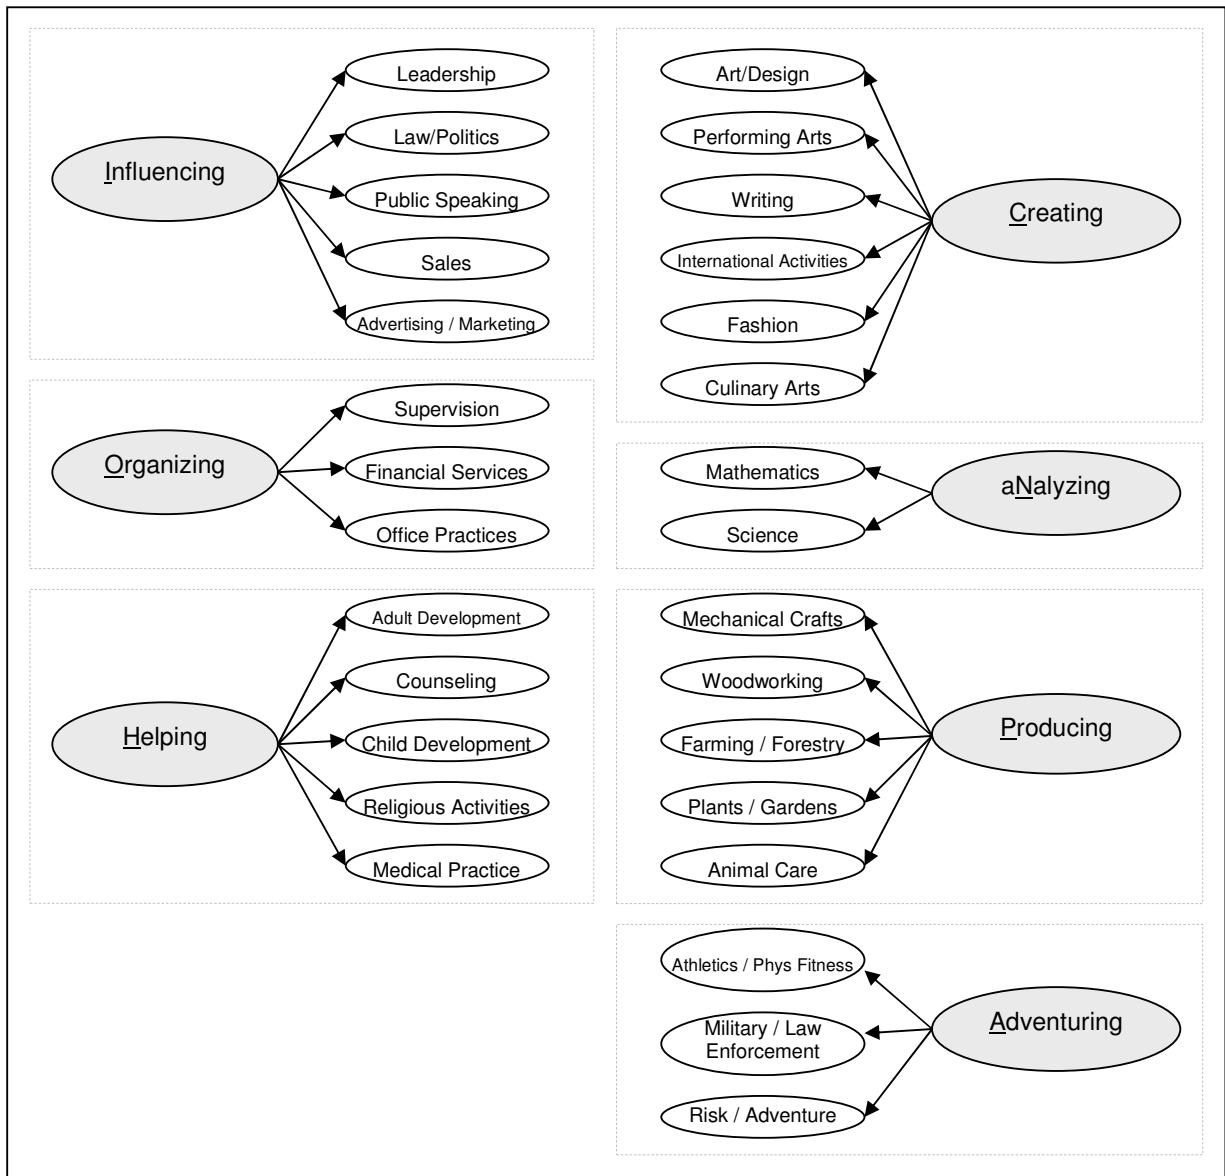 Influencing
Leadership
Law/Politics
Public Speaking
Sales
Advertising / Marketing
Organizing
Supervision
Financial Services
Office Practices
Helping
Adult Development
Counseling
Child Development
Religious Activities
Medical Practice
Art/Design
Performing Arts
Writing
International Activities
Fashion
Culinary Arts
Creating
Mathematics
Science
aNalyzing
Mechanical Crafts
Woodworking
Farming / Forestry
Plants / Gardens
Animal Care
Producing
Athletics / Phys Fitness
Military / Law
Enforcement
Risk / Adventure
Adventuring